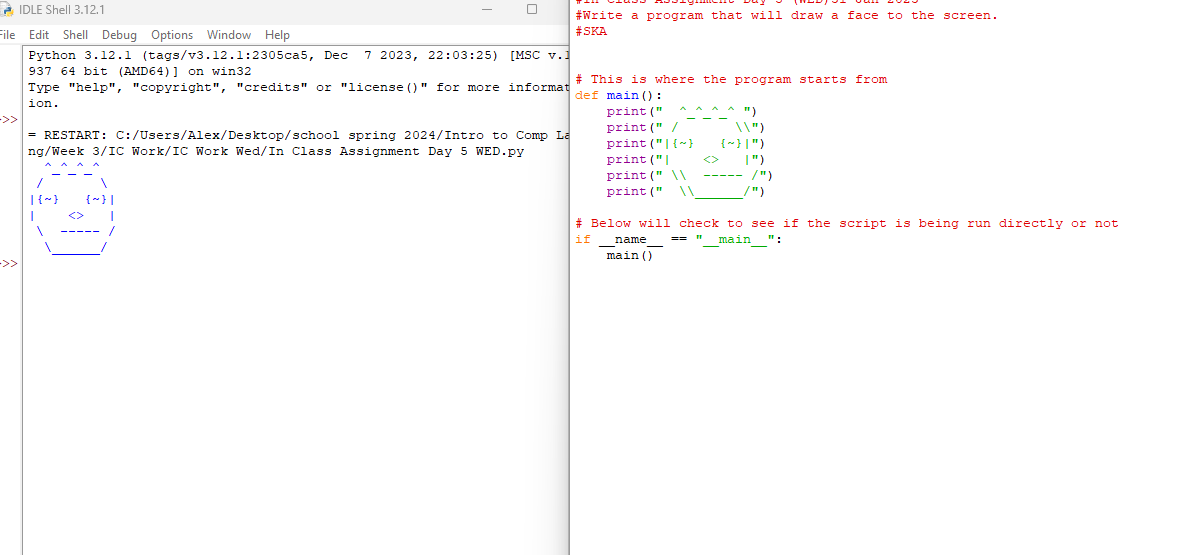 IDLE Shell 3.12.1
File Edit Shell Debug Options Window Help
Python 3.12.1 (tags/v3.12.1:2305ca5, Dec  7 2023, 22:03:25) [MSC v.1
937 64 bit (AMD64)] on win32
Type "help", "copyright", "credits" or "license()" for more informat
ion.
>>
= RESTART: C:/Users/Alex/Desktop/school spring 2024/Intro to Comp La
ng/Week 3/IC Work/IC Work Wed/In Class Assignment Day 5 WED.py
  ^_^_^_^ 
 /       \
|{~}   {~}|
|    <>   |
 \  ----- /
  \______/
>>
#In Class Assignment Day 5 (WED)31 Jan 2023
#Write a program that will draw a face to the screen.
#SKA
# This is where the program starts from
def main():
    print("  ^_^_^_^ ")
    print(" /       \\")
    print("|{~}   {~}|")
    print("|    <>   |")
    print(" \\  ----- /")
    print("  \\______/")
# Below will check to see if the script is being run directly or not
if __name__ == "__main__":
    main()